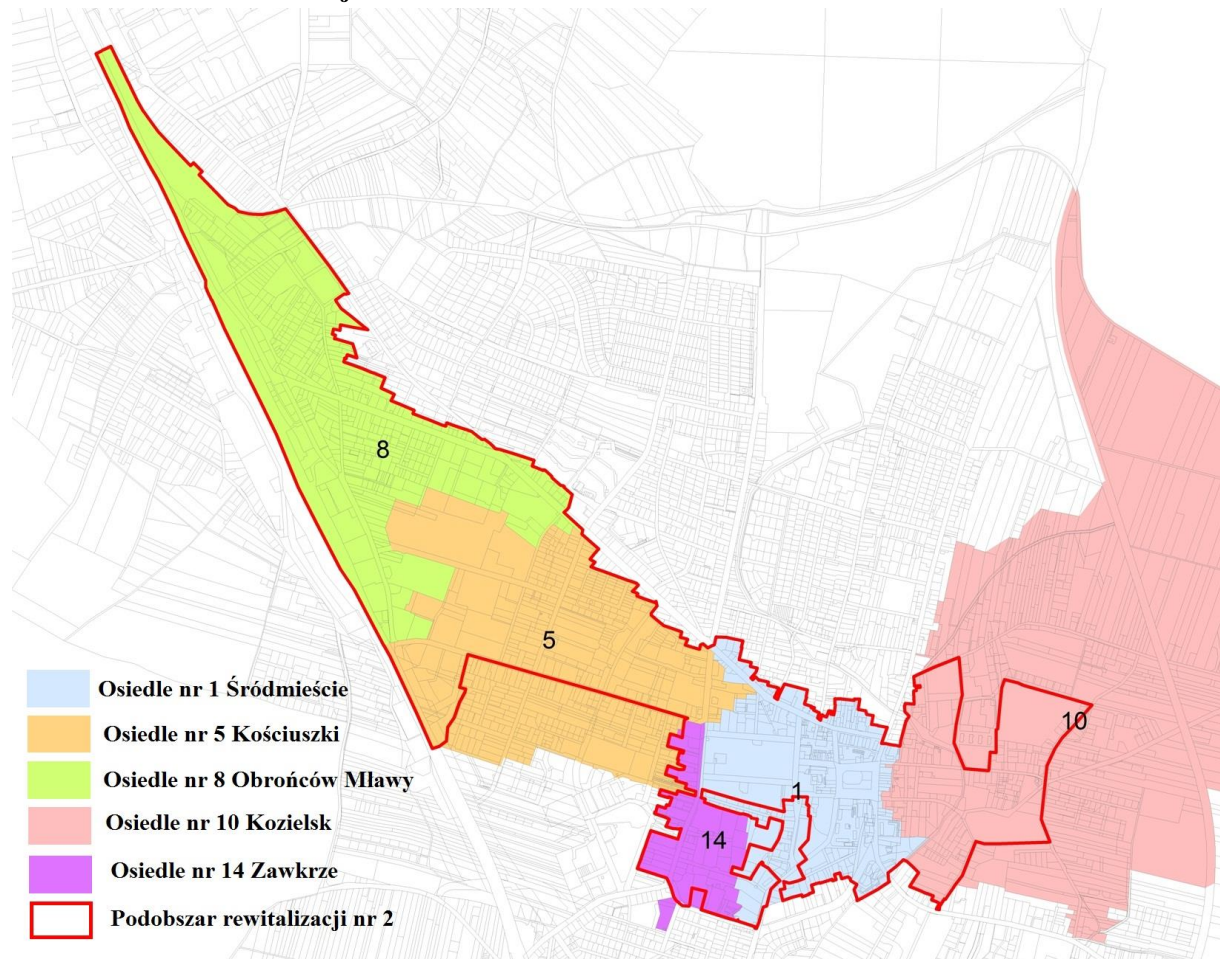 8
5
10
1
14
Osiedle nr 1 Śródmieście
Osiedle nr 5 Kościuszki
Osiedle nr 8 Obrońców Mławy
Osiedle nr 10 Kozielsk
Osiedle nr 14 Zawkrze
Podobszar rewitalizacji nr 2